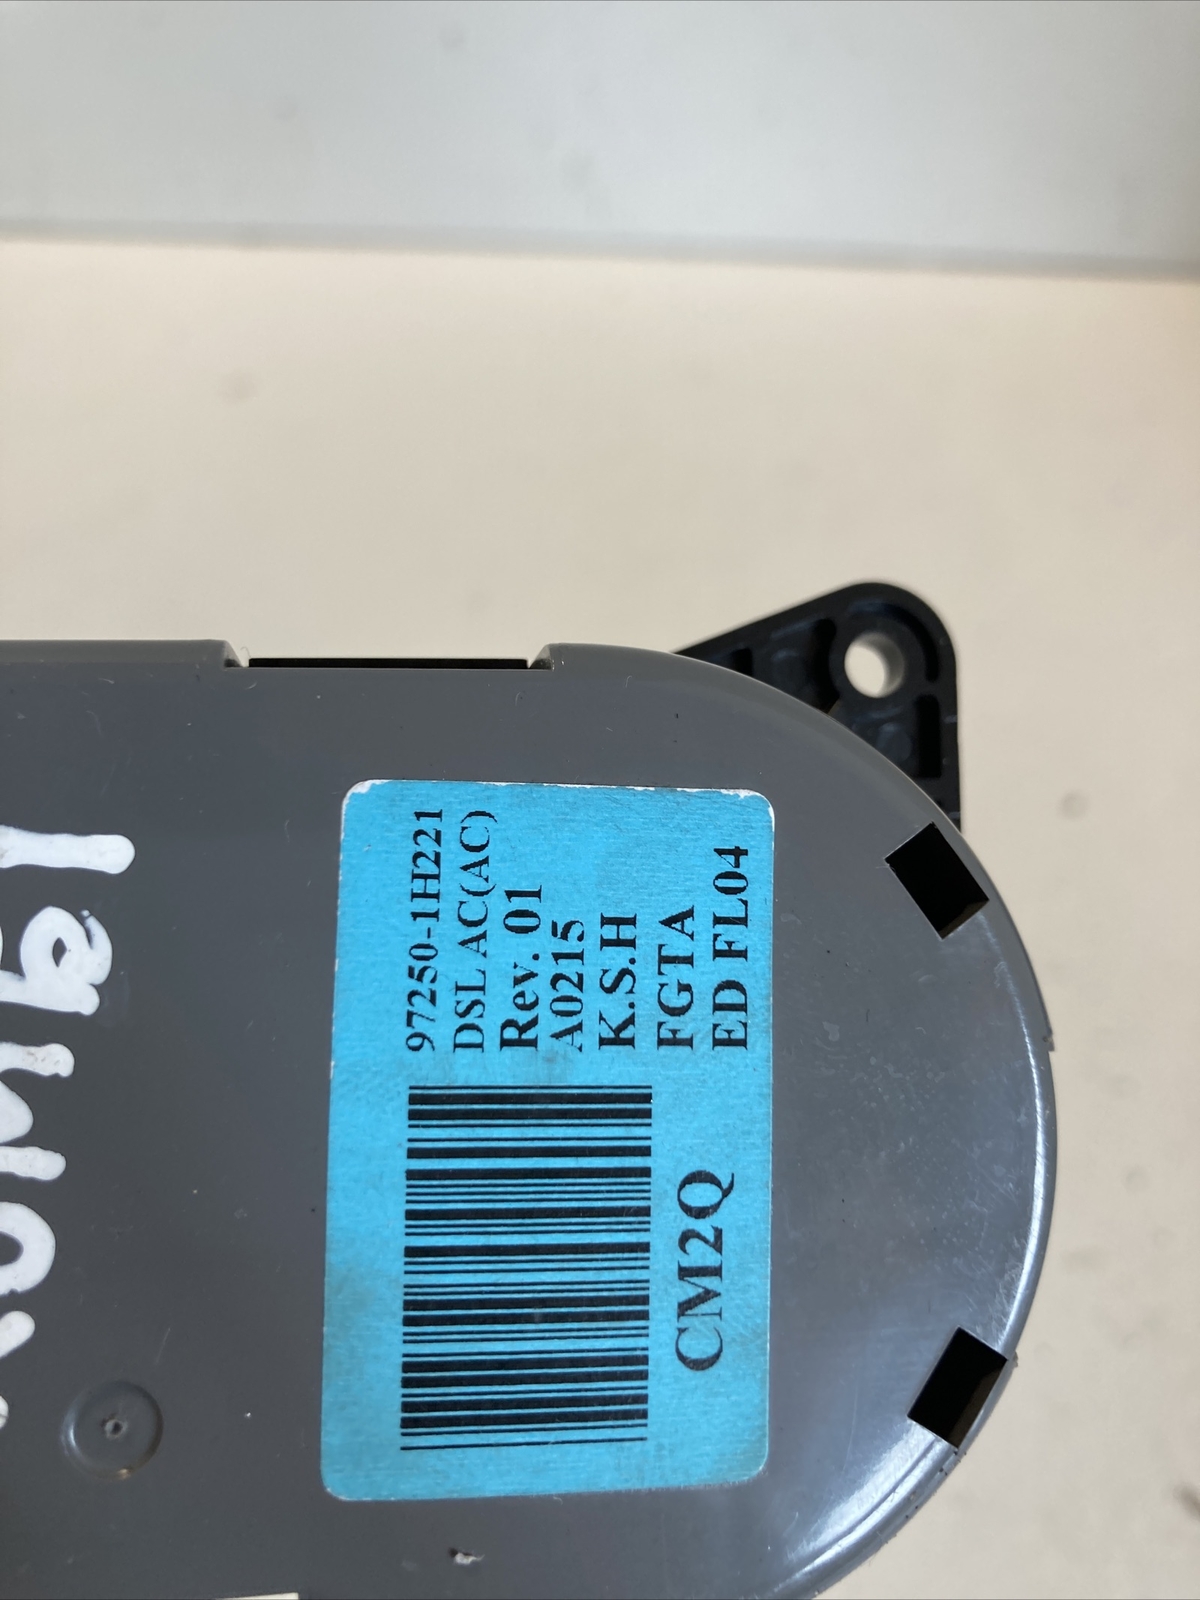 97250-1H221
DSL AC(AC)
Rev. 01
A0215
K.S.H
FGTA
ED FL04
CM2Q